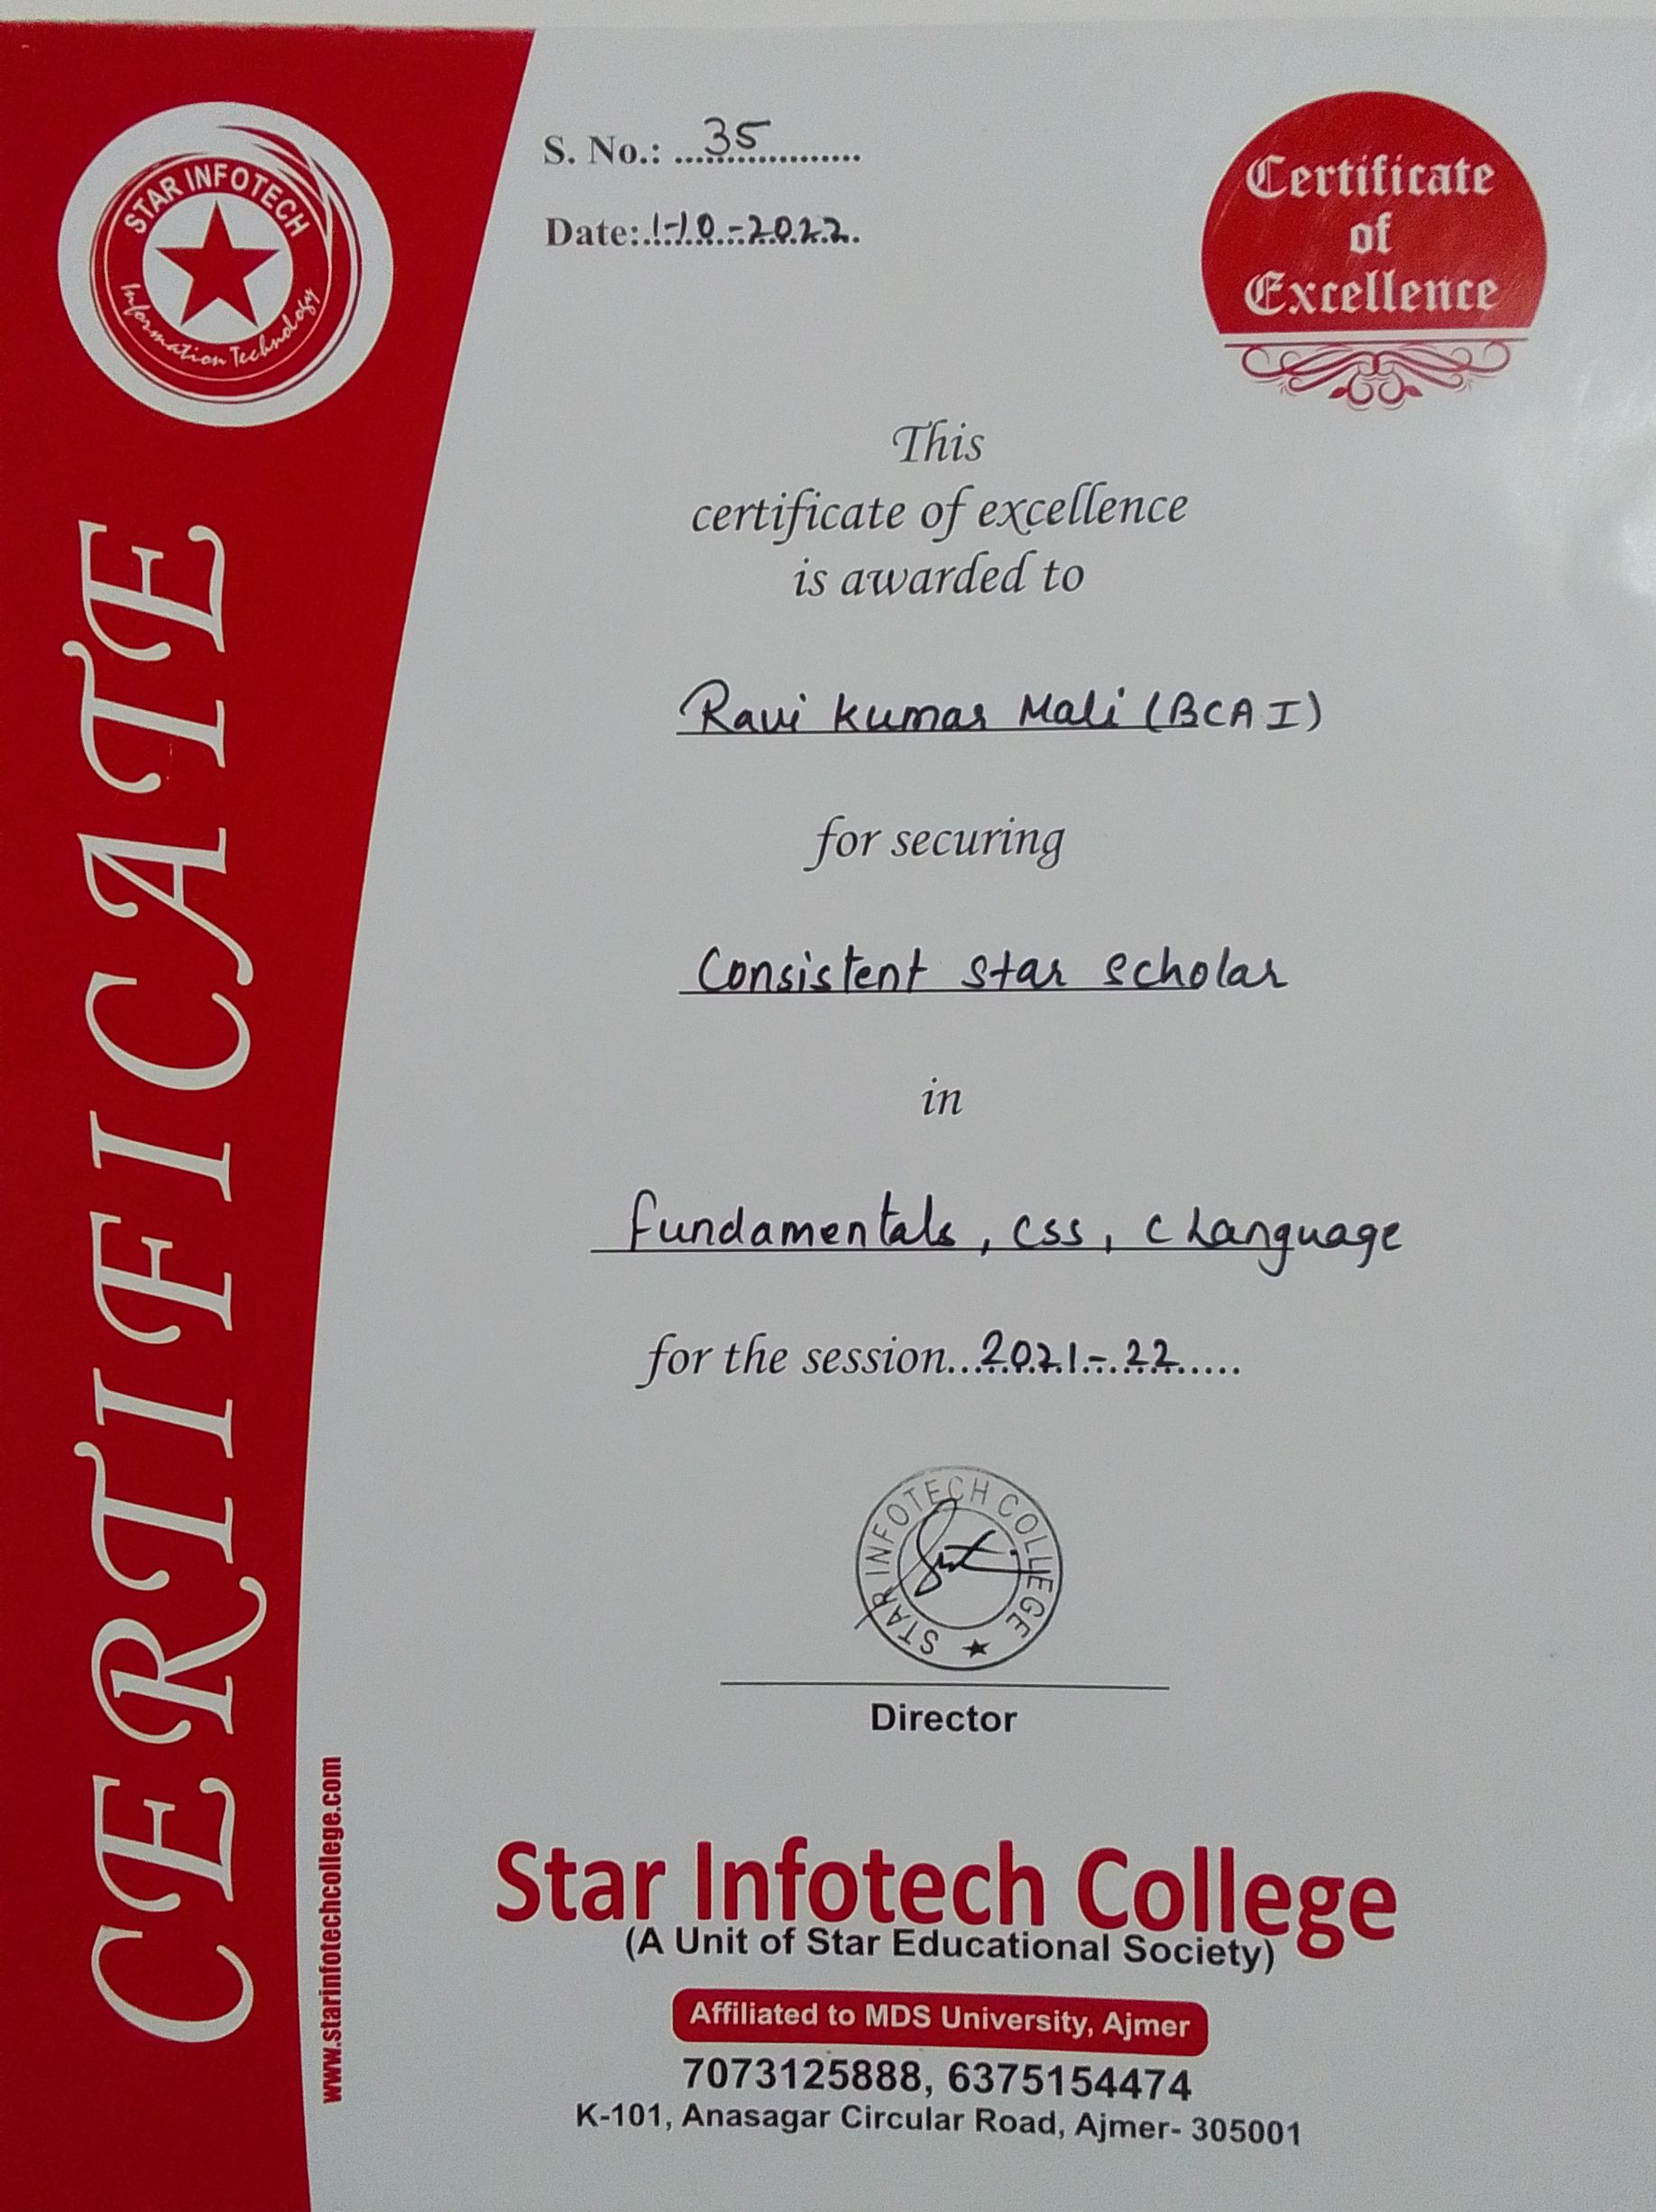 STAR INFOTECH
Information Technology
S. No.: ...35...................
Date:.1-10-2022.
Certificate
of
Excellence
CERTIFICATE
This
certificate of excellence
is awarded to
Ravi Kumar Mali (BCA I)
for securing
Consistent Star Scholar
in
Fundamentals, CSS, C Language
for the session...2021-22.....
STAR INFOTECH COLLEGE
Director
www.starinfotechcollege.com
Star Infotech College
(A Unit of Star Educational Society)
Affiliated to MDS University, Ajmer
7073125888, 6375154474
K-101, Anasagar Circular Road, Ajmer- 305001